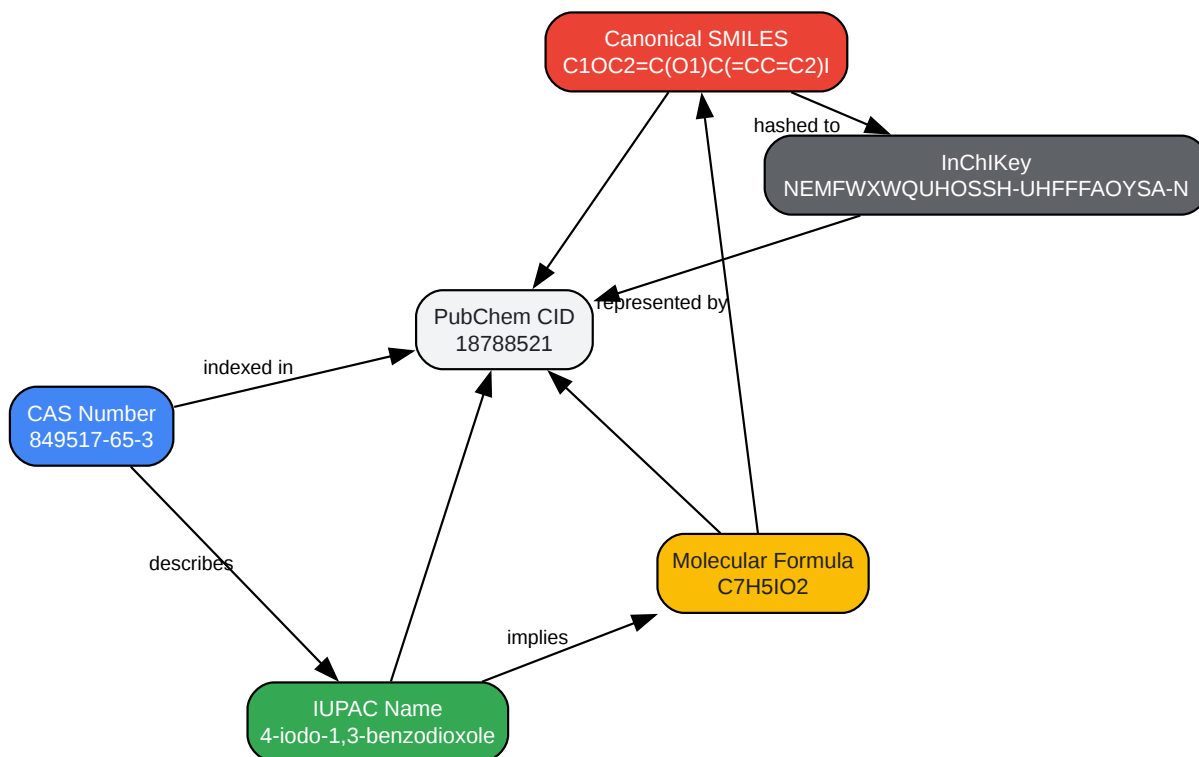 Canonical SMILES
C1OC2=C(O1)C(=CC=C2)I
hashed to
InChIKey
NEMFWXWQUHOSSH-UHFFFAOYSA-N
represented by
PubChem CID
18788521
indexed in
CAS Number
849517-65-3
describes
Molecular Formula
C7H5IO2
implies
IUPAC Name
4-iodo-1,3-benzodioxole